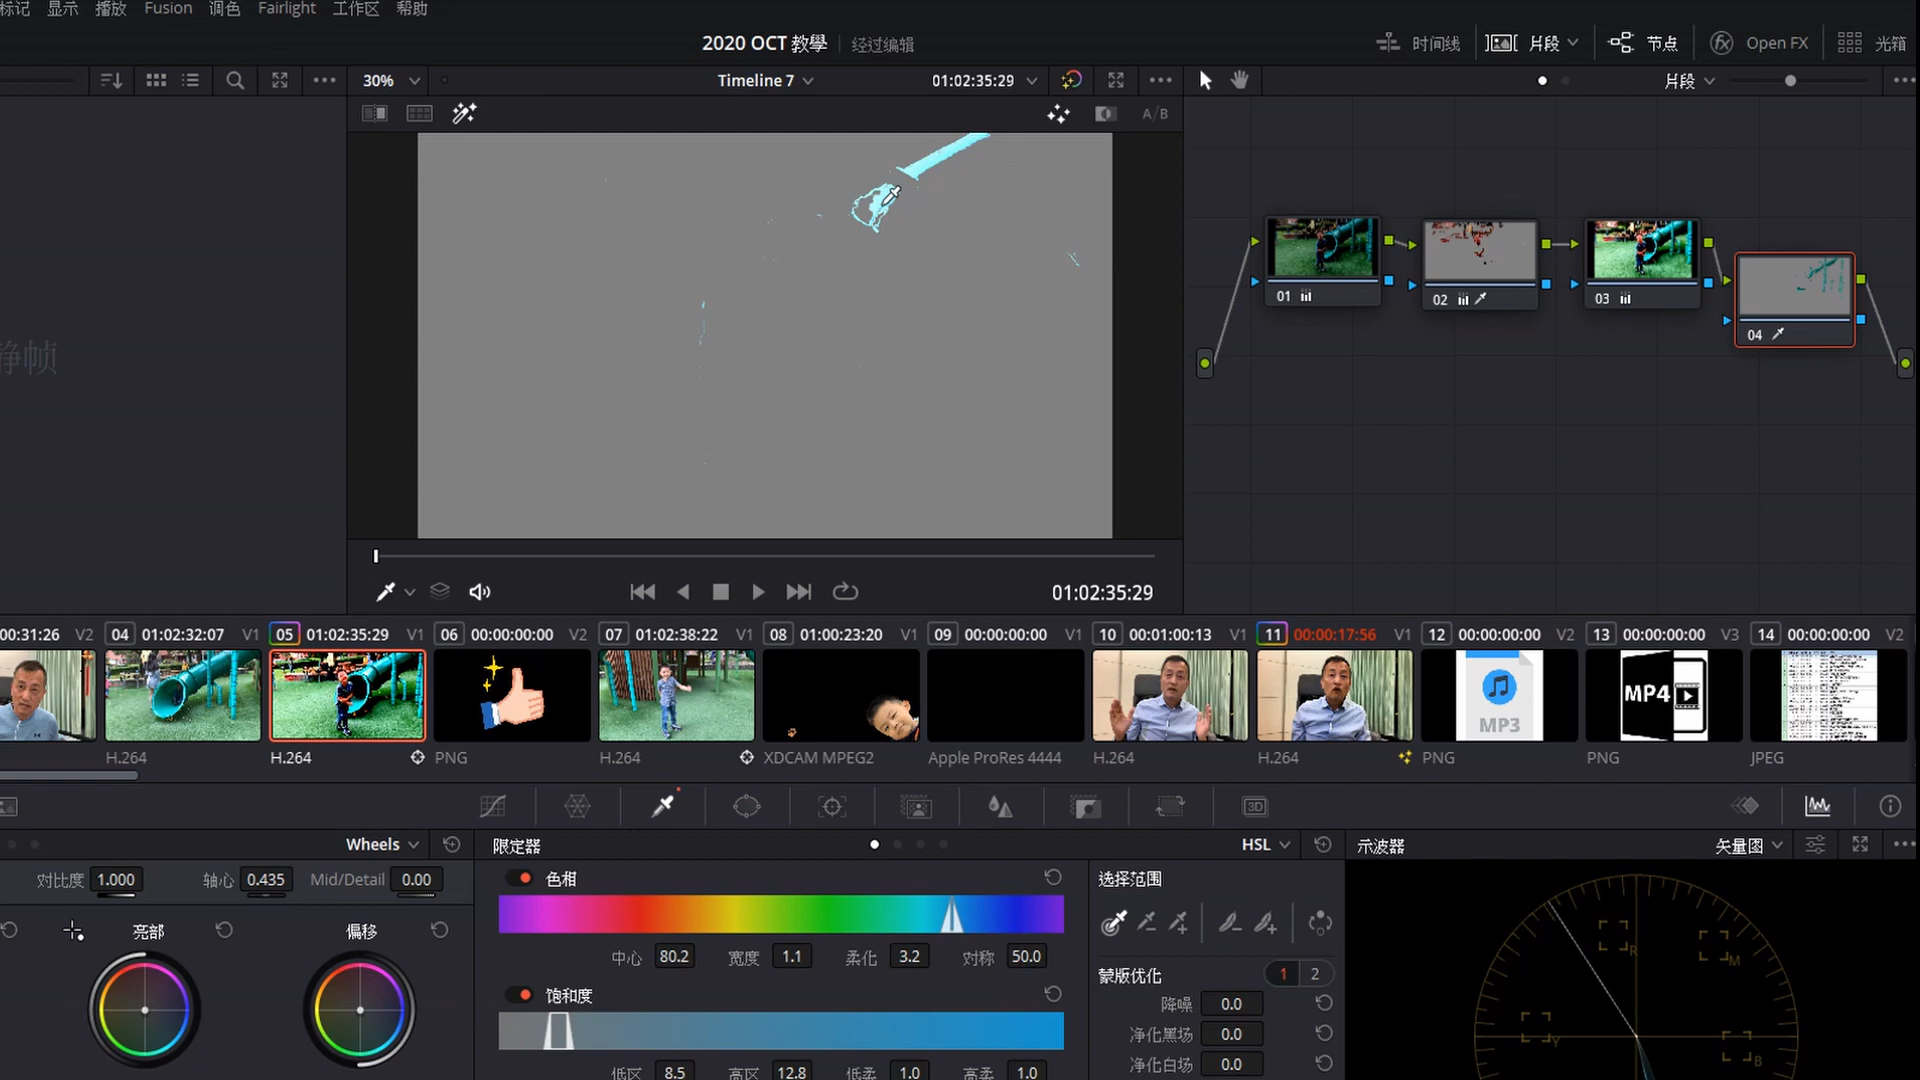 标记 显示 播放 Fusion 调色 Fairlight 工作区 帮助
2020 OCT 教學 经过编辑
时间线 片段 节点 Open FX 光箱
30% Timeline 7 01:02:35:29 片段
A/B
01 02 03 04
静帧
01:02:35:29
00:31:26 V2 04 01:02:32:07 V1 05 01:02:35:29 V1 06 00:00:00:00 V2 07 01:02:38:22 V1 08 01:00:23:20 V1 09 00:00:00:00 V1 10 00:01:00:13 V1 11 00:00:17:56 V1 12 00:00:00:00 V2 13 00:00:00:00 V3 14 00:00:00:00 V2
MP3 MP4
H.264 H.264 PNG H.264 XDCAM MPEG2 Apple ProRes 4444 H.264 H.264 PNG PNG JPEG
3D
Wheels 限定器 HSL 示波器 矢量图
对比度 1.000 轴心 0.435 Mid/Detail 0.00
色相 选择范围
亮部 偏移
R M
中心 80.2 宽度 1.1 柔化 3.2 对称 50.0
蒙版优化 1 2
饱和度
降噪 0.0
净化黑场 0.0
Y B
净化白场 0.0
低区 8.5 高区 12.8 低柔 1.0 高柔 1.0